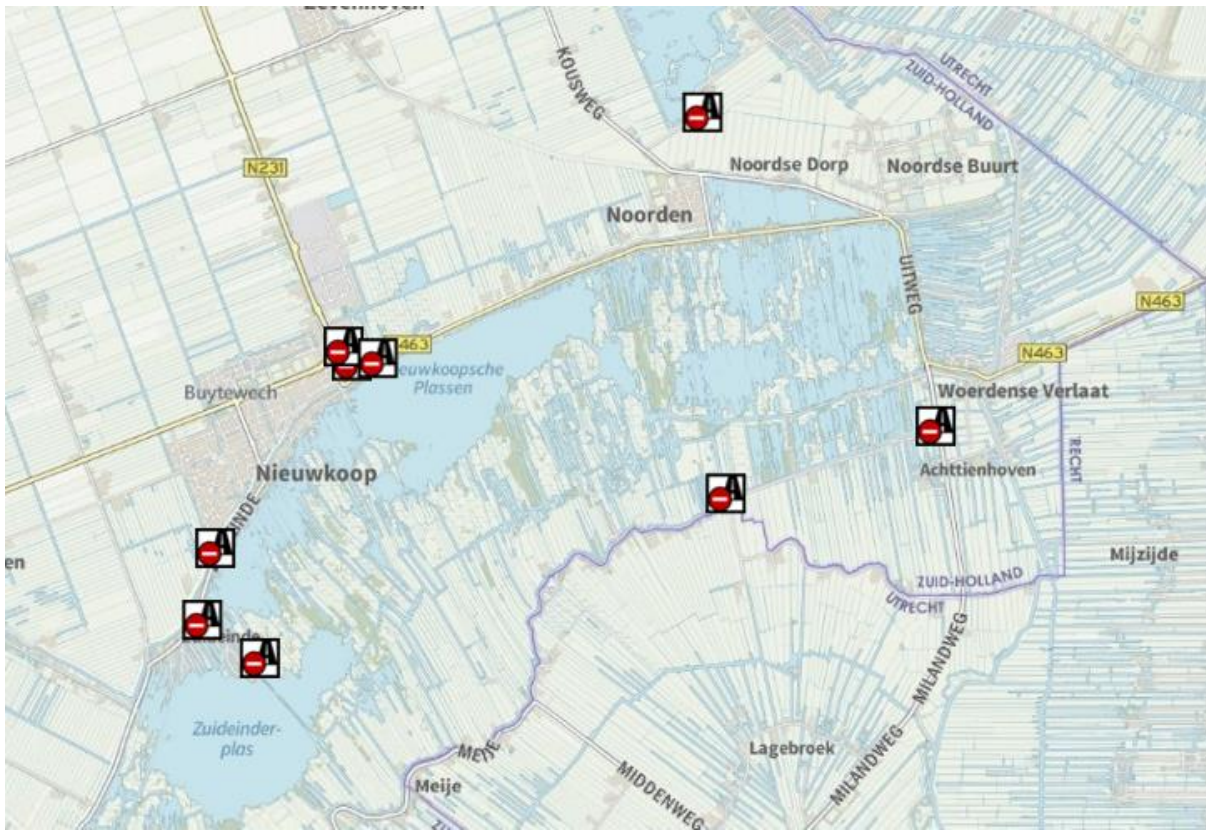 KOUSWEG
UTRECHT
ZUID-HOLLAND
A
N231
Noordse Dorp
Noordse Buurt
Noorden
UITWEG
N463
A
A
463
N463
Buytewech
Plassen
Woerdense Verlaat
A
Nieuwkoop
Achttienhoven
A
RECHT
A
Mijzijde
ZUID-HOLLAND
UTRECHT
A
A
MILANDWEG
Zuideinder-
plas
Lagebroek
MEIJE
MIDDENWEG
MILANDWEG
Meije